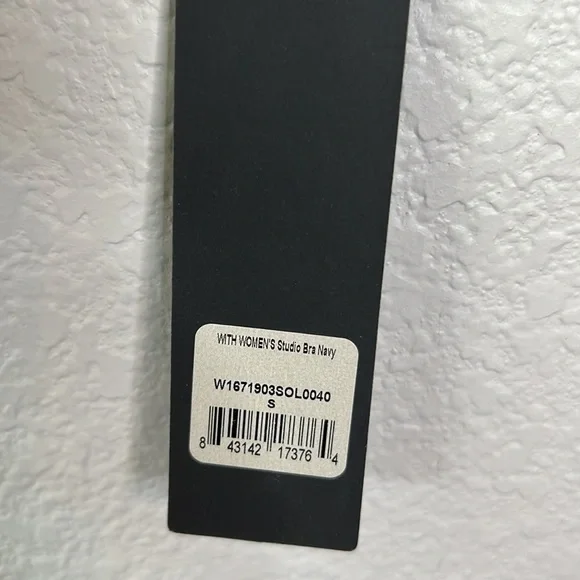 WITH WOMEN'S Studio Bra Navy
W1671903SOL0040
S
8 43142 17376 4